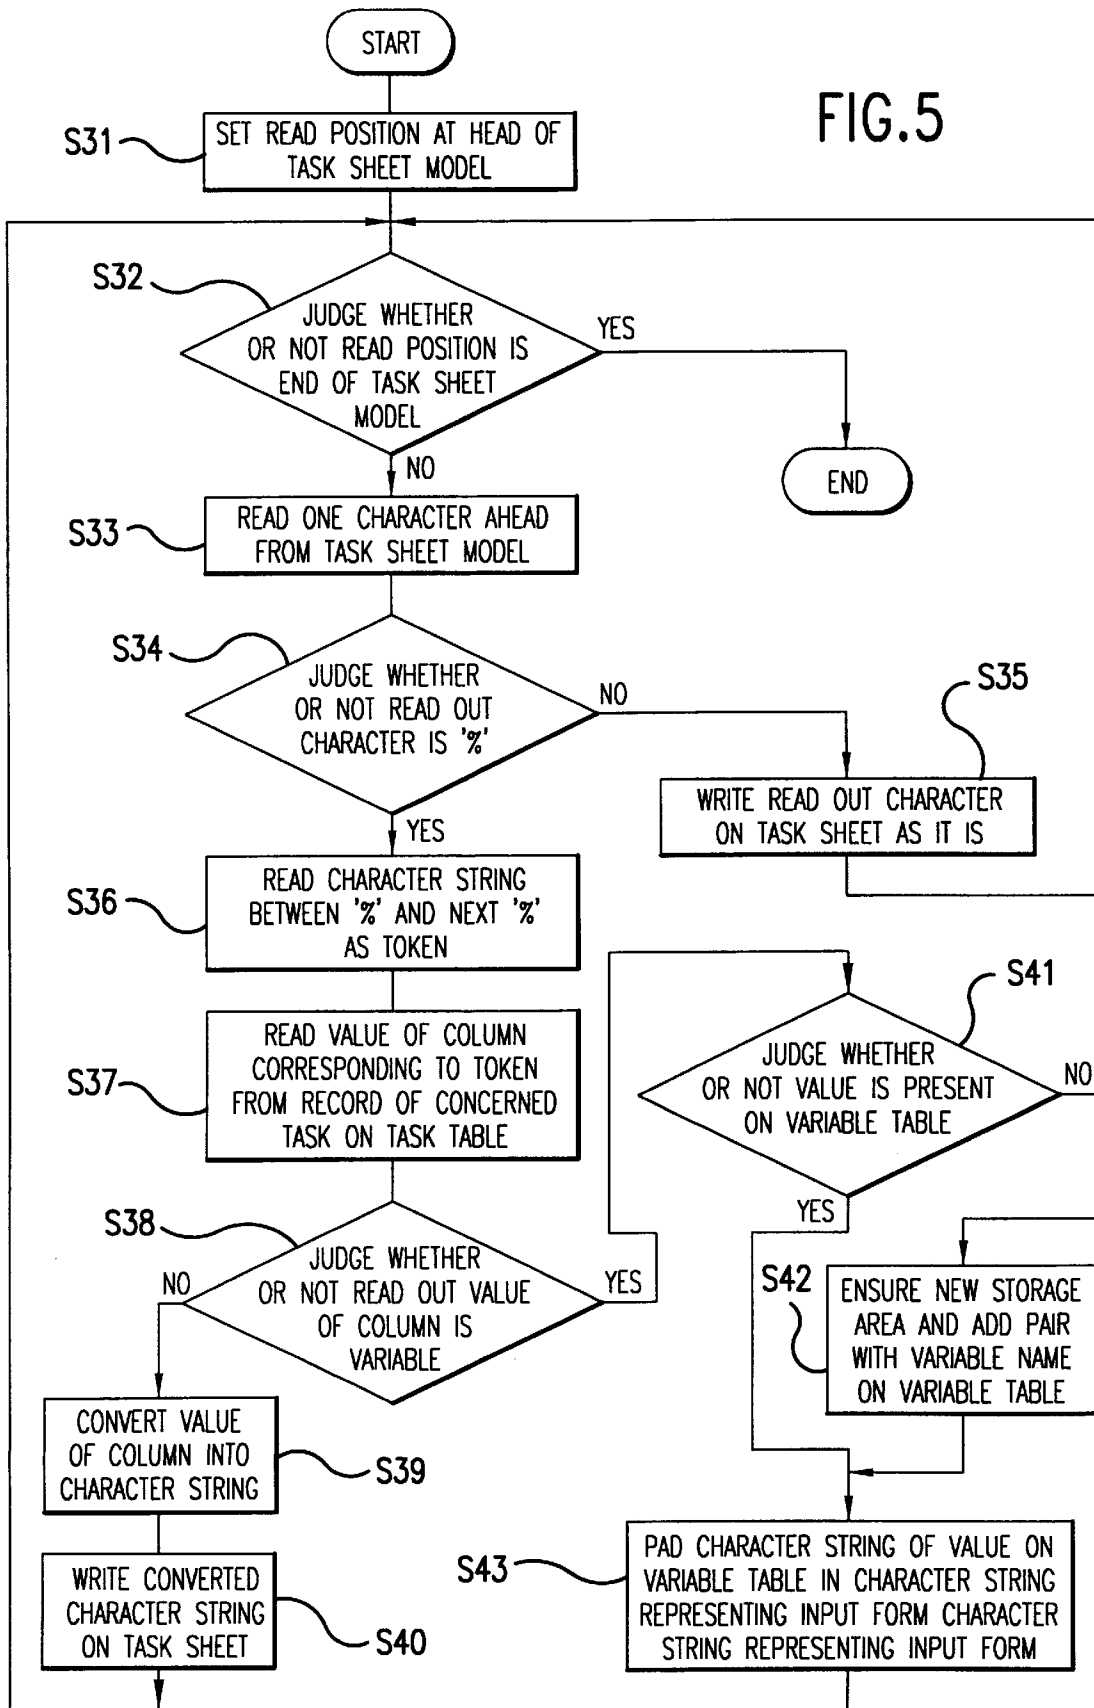 START
FIG.5
S31
SET READ POSITION AT HEAD OF
TASK SHEET MODEL
S32
JUDGE WHETHER
OR NOT READ POSITION IS
END OF TASK SHEET
MODEL
YES
END
NO
S33
READ ONE CHARACTER AHEAD
FROM TASK SHEET MODEL
S34
JUDGE WHETHER
OR NOT READ OUT
CHARACTER IS '%'
NO
S35
WRITE READ OUT CHARACTER
ON TASK SHEET AS IT IS
YES
S36
READ CHARACTER STRING
BETWEEN '%' AND NEXT '%'
AS TOKEN
S37
READ VALUE OF COLUMN
CORRESPONDING TO TOKEN
FROM RECORD OF CONCERNED
TASK ON TASK TABLE
S38
JUDGE WHETHER
OR NOT READ OUT VALUE
OF COLUMN IS
VARIABLE
NO
YES
S39
CONVERT VALUE
OF COLUMN INTO
CHARACTER STRING
S40
WRITE CONVERTED
CHARACTER STRING
ON TASK SHEET
S41
JUDGE WHETHER
OR NOT VALUE IS PRESENT
ON VARIABLE TABLE
NO
YES
S42
ENSURE NEW STORAGE
AREA AND ADD PAIR
WITH VARIABLE NAME
ON VARIABLE TABLE
S43
PAD CHARACTER STRING OF VALUE ON
VARIABLE TABLE IN CHARACTER STRING
REPRESENTING INPUT FORM CHARACTER
STRING REPRESENTING INPUT FORM